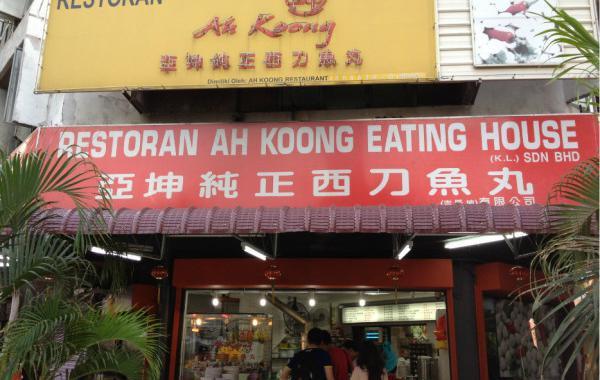 RESTORAN
Ah Koong
亞坤純正西刀魚丸
Dimiliki Oleh: AH KOONG RESTAURANT
RESTORAN AH KOONG EATING HOUSE
(K.L.) SDN BHD
亞坤純正西刀魚丸
有限公司